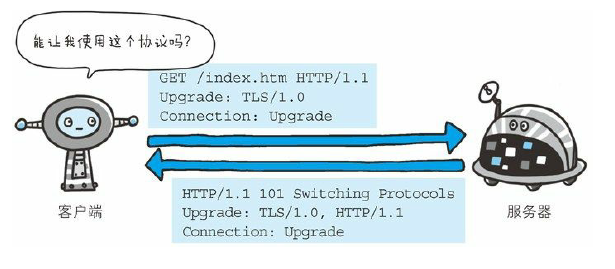 能让我使用这个协议吗?
GET /index.htm HTTP/1.1
Upgrade: TLS/1.0
Connection: Upgrade
HTTP/1.1 101 Switching Protocols
Upgrade: TLS/1.0, HTTP/1.1
Connection: Upgrade
客户端
服务器